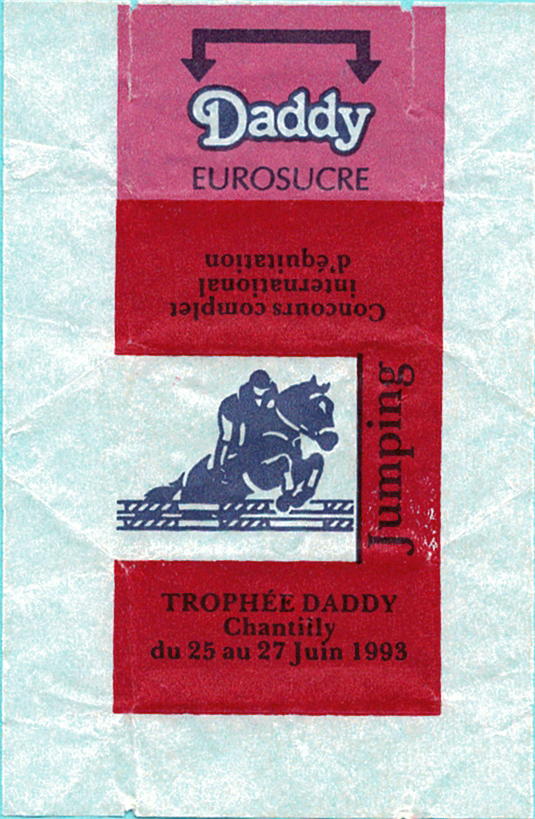 Daddy
EUROSUCRE
Concours complet
international
d'équitation
Jumping
TROPHÉE DADDY
Chantilly
du 25 au 27 Juin 1993